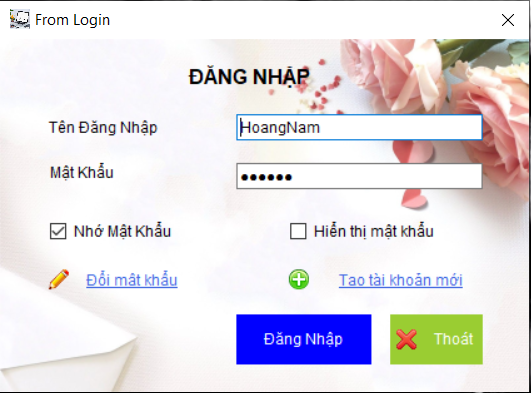 From Login
ĐĂNG NHẬP
Tên Đăng Nhập
HoangNam
Mật Khẩu
●●●●●●
Nhớ Mật Khẩu
Hiển thị mật khẩu
Đổi mât khẩu
Tao tài khoản mới
Đăng Nhập
Thoát